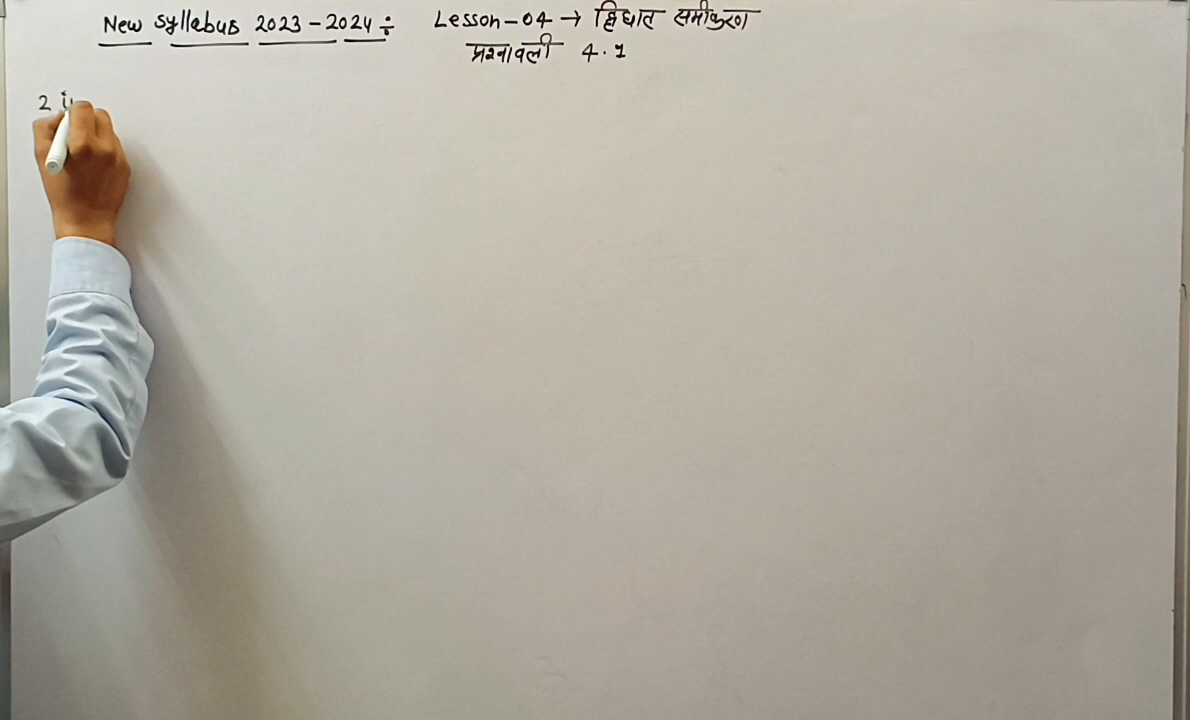 New Syllabus 2023-2024 ÷ Lesson-04 → द्विघात समीकरण
प्रश्नावली 4.1
2 i